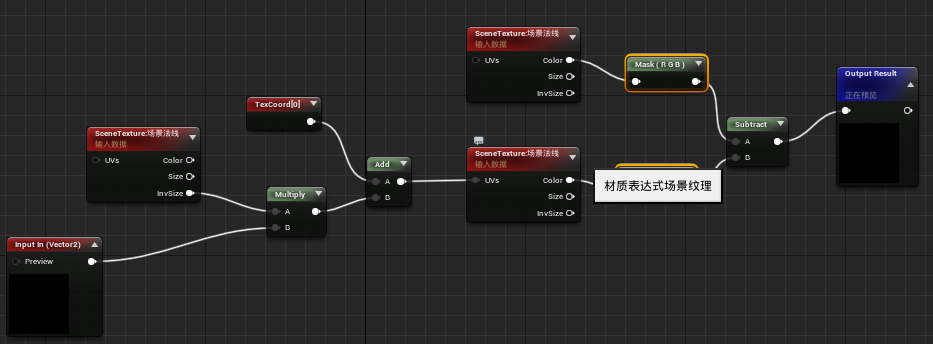 SceneTexture:场景法线
输入数据
UVs
Color
Size
InvSize
Input In (Vector2)
Preview
TexCoord[0]
Multiply
A
B
Add
A
B
SceneTexture:场景法线
输入数据
UVs
Color
Size
InvSize
SceneTexture:场景法线
输入数据
UVs
Color
Size
InvSize
Mask ( R G B )
材质表达式场景纹理
Subtract
A
B
Output Result
正在预览